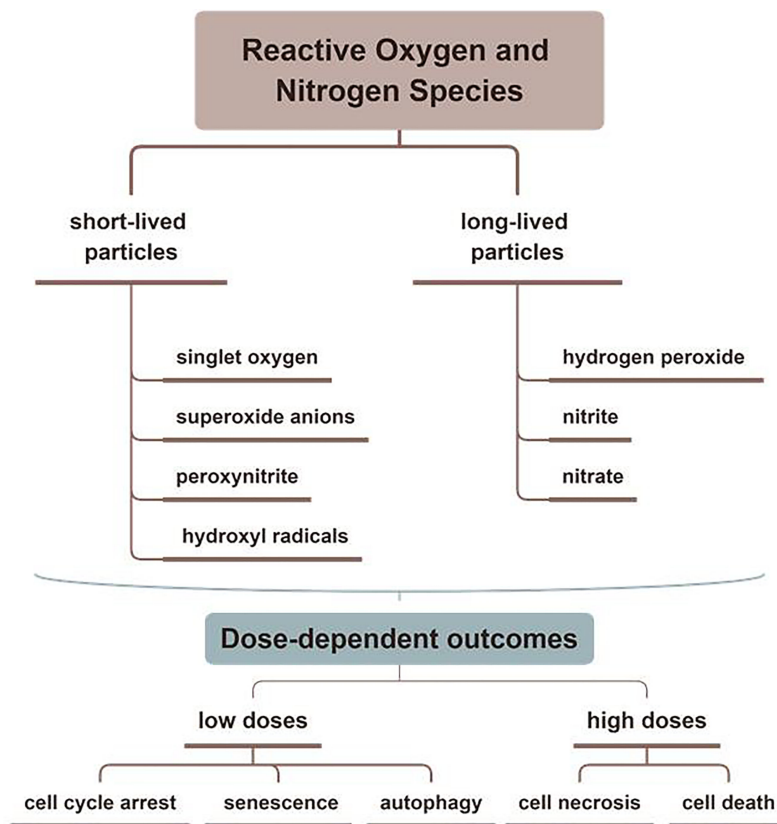 Reactive Oxygen and
Nitrogen Species
short-lived
particles
long-lived
particles
singlet oxygen
superoxide anions
peroxynitrite
hydroxyl radicals
hydrogen peroxide
nitrite
nitrate
Dose-dependent outcomes
low doses
high doses
cell cycle arrest
senescence
autophagy
cell necrosis
cell death